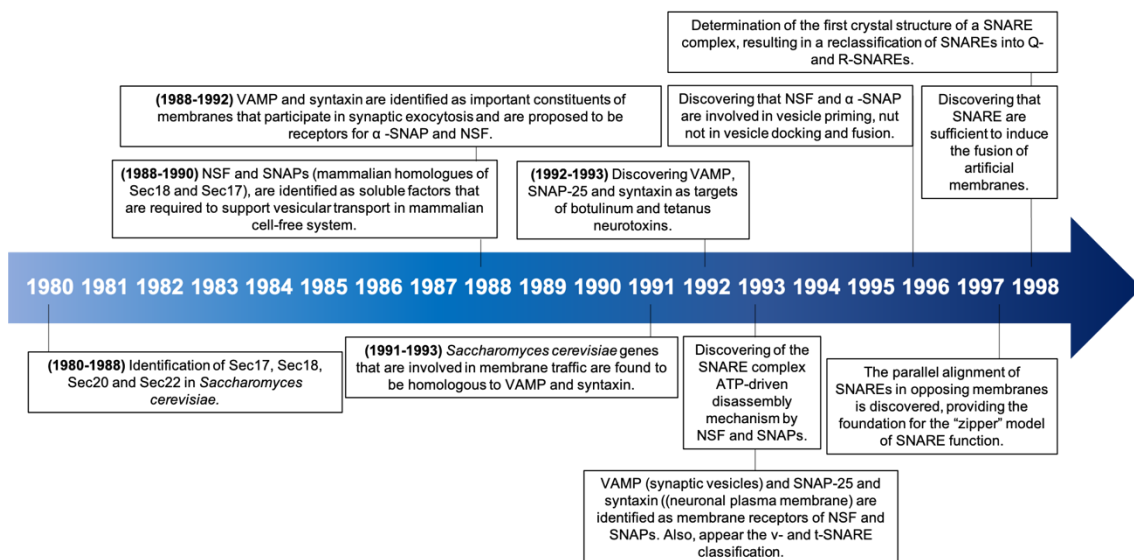 Determination of the first crystal structure of a SNARE
complex, resulting in a reclassification of SNAREs into Q-
and R-SNAREs.
(1988-1992) VAMP and syntaxin are identified as important constituents of
membranes that participate in synaptic exocytosis and are proposed to be
receptors for α -SNAP and NSF.
Discovering that NSF and α -SNAP
are involved in vesicle priming, nut
not in vesicle docking and fusion.
Discovering that
SNARE are
sufficient to induce
the fusion of
artificial
membranes.
(1988-1990) NSF and SNAPs (mammalian homologues of
Sec18 and Sec17), are identified as soluble factors that
are required to support vesicular transport in mammalian
cell-free system.
(1992-1993) Discovering VAMP,
SNAP-25 and syntaxin as targets
of botulinum and tetanus
neurotoxins.
1980 1981 1982 1983 1984 1985 1986 1987 1988 1989 1990 1991 1992 1993 1994 1995 1996 1997 1998
(1980-1988) Identification of Sec17, Sec18,
Sec20 and Sec22 in Saccharomyces
cerevisiae.
(1991-1993) Saccharomyces cerevisiae genes
that are involved in membrane traffic are found to
be homologous to VAMP and syntaxin.
Discovering of the
SNARE complex
ATP-driven
disassembly
mechanism by
NSF and SNAPs.
The parallel alignment of
SNAREs in opposing membranes
is discovered, providing the
foundation for the “zipper” model
of SNARE function.
VAMP (synaptic vesicles) and SNAP-25 and
syntaxin ((neuronal plasma membrane) are
identified as membrane receptors of NSF and
SNAPs. Also, appear the v- and t-SNARE
classification.